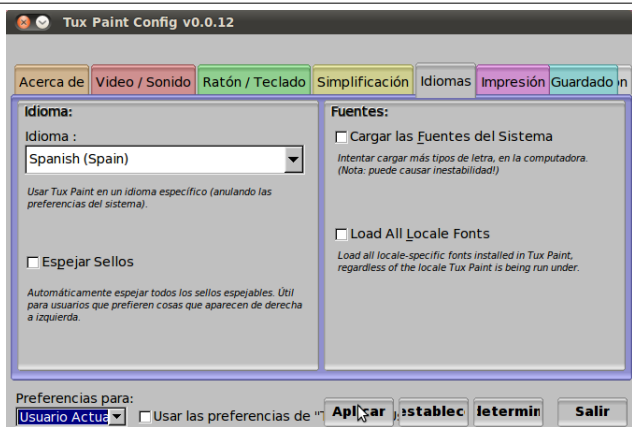 Tux Paint Config v0.0.12
Acerca de Video / Sonido Ratón / Teclado Simplificación Idiomas Impresión Guardado
Idioma:
Idioma :
Spanish (Spain)
Usar Tux Paint en un idioma específico (anulando las
preferencias del sistema).
Espejar Sellos
Automáticamente espejar todos los
sellos espejables. Útil
para usuarios que prefieren cosas que aparecen de derecha
a izquierda.
Fuentes:
Cargar las Fuentes del Sistema
Intentar cargar más tipos de letra, en la computadora.
(Nota: puede causar inestabilidad!)
Load All Locale Fonts
Load all locale-specific fonts installed in Tux Paint,
regardless of the locale Tux Paint is being run under.
Preferencias para:
Usuario Actua Usar las preferencias de " Aplicar establec determin Salir